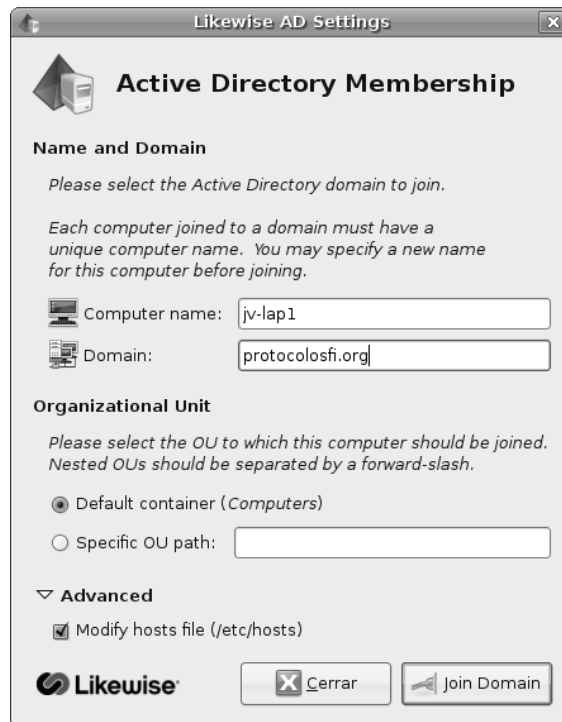 Likewise AD Settings
Active Directory Membership
Name and Domain
Please select the Active Directory domain to join.
Each computer joined to a domain must have a
unique computer name. You may specify a new name
for this computer before joining.
Computer name: jv-lap1
Domain: protocolosfi.org
Organizational Unit
Please select the OU to which this computer should be joined.
Nested OUs should be separated by a forward-slash.
Default container (Computers)
Specific OU path:
Advanced
Modify hosts file (/etc/hosts)
Likewise Cerrar Join Domain